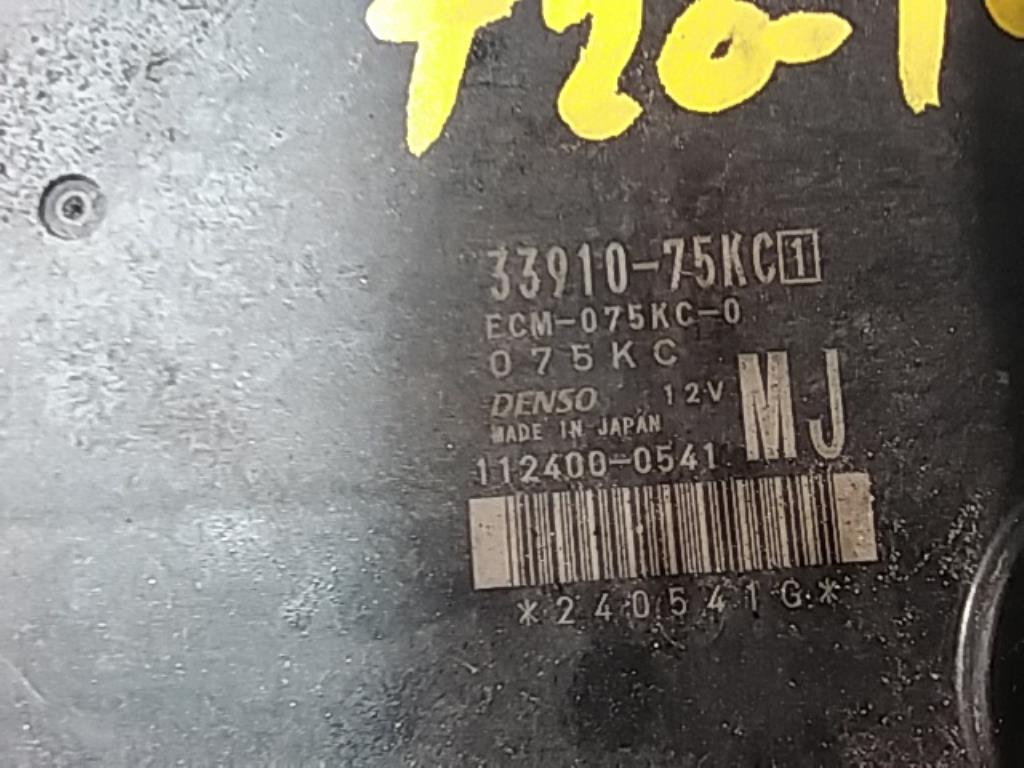 33910-75KC1
ECM-075KC-0
075KC
DENSO 12V MJ
MADE IN JAPAN
112400-0541
*240541G*